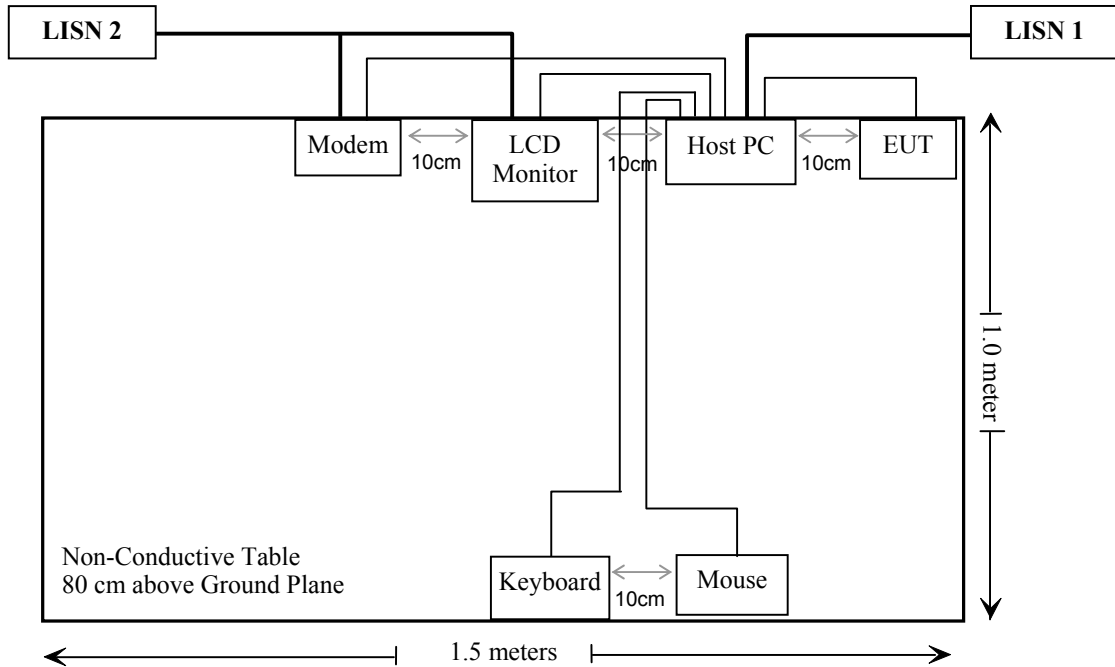 LISN 2
LISN 1
Modem
10cm
LCD
Monitor
10cm
Host PC
10cm
EUT
1.0 meter
Non-Conductive Table
80 cm above Ground Plane
Keyboard
10cm
Mouse
1.5 meters